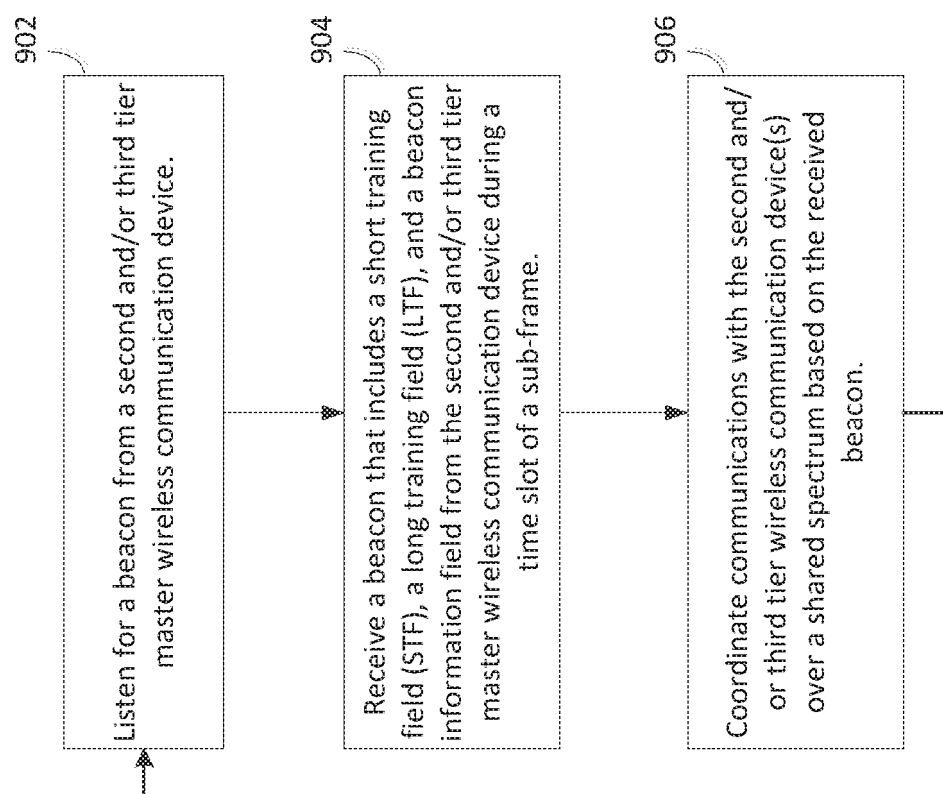 902
Listen for a beacon from a second and/or third tier
master wireless communication device.
904
Receive a beacon that includes a short training
field (STF), a long training field (LTF), and a beacon
information field from the second and/or third tier
master wireless communication device during a
time slot of a sub-frame.
906
Coordinate communications with the second and/
or third tier wireless communication device(s)
over a shared spectrum based on the received
beacon.